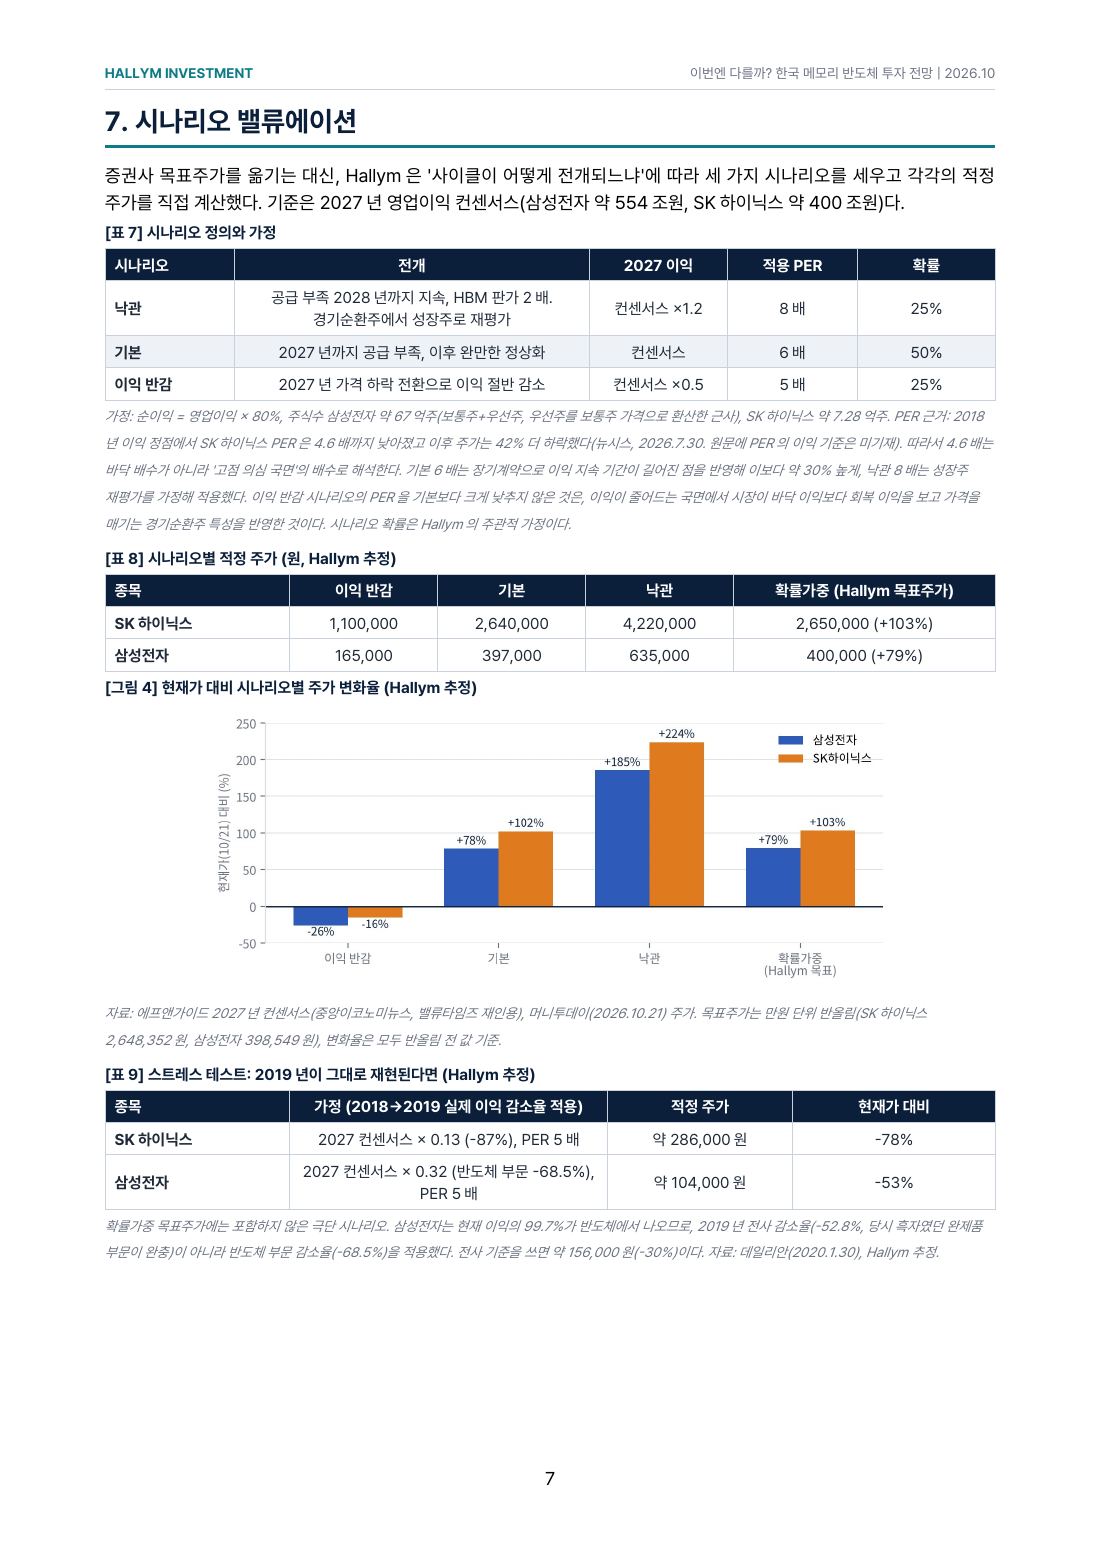 HALLYM INVESTMENT
이번엔 다를까? 한국 메모리 반도체 투자 전망 | 2026.10
7. 시나리오 밸류에이션
증권사 목표주가를 옮기는 대신, Hallym 은 '사이클이 어떻게 전개되느냐'에 따라 세 가지 시나리오를 세우고 각각의 적정
주가를 직접 계산했다. 기준은 2027 년 영업이익 컨센서스(삼성전자 약 554 조원, SK 하이닉스 약 400 조원)다.
[표 7] 시나리오 정의와 가정
시나리오 전개 2027 이익 적용 PER 확률
낙관 공급 부족 2028 년까지 지속, HBM 판가 2 배. 컨센서스 ×1.2 8 배 25%
경기순환주에서 성장주로 재평가
기본 2027 년까지 공급 부족, 이후 완만한 정상화 컨센서스 6 배 50%
이익 반감 2027 년 가격 하락 전환으로 이익 절반 감소 컨센서스 ×0.5 5 배 25%
가정: 순이익 = 영업이익 × 80%, 주식수 삼성전자 약 67 억주(보통주+우선주, 우선주를 보통주 가격으로 환산한 근사), SK 하이닉스 약 7.28 억주. PER 근거: 2018
년 이익 정점에서 SK 하이닉스 PER 은 4.6 배까지 낮아졌고 이후 주가는 42% 더 하락했다(뉴시스, 2026.7.30. 원문에 PER 의 이익 기준은 미기재). 따라서 4.6 배는
바닥 배수가 아니라 '고점 의심 국면'의 배수로 해석한다. 기본 6 배는 장기계약으로 이익 지속 기간이 길어진 점을 반영해 이보다 약 30% 높게, 낙관 8 배는 성장주
재평가를 가정해 적용했다. 이익 반감 시나리오의 PER 을 기본보다 크게 낮추지 않은 것은, 이익이 줄어드는 국면에서 시장이 바닥 이익보다 회복 이익을 보고 가격을
매기는 경기순환주 특성을 반영한 것이다. 시나리오 확률은 Hallym 의 주관적 가정이다.
[표 8] 시나리오별 적정 주가 (원, Hallym 추정)
종목 이익 반감 기본 낙관 확률가중 (Hallym 목표주가)
SK 하이닉스 1,100,000 2,640,000 4,220,000 2,650,000 (+103%)
삼성전자 165,000 397,000 635,000 400,000 (+79%)
[그림 4] 현재가 대비 시나리오별 주가 변화율 (Hallym 추정)
현재가(10/21) 대비 (%)
250
200
150
100
50
0
-50
삼성전자
SK하이닉스
-26% -16%
+78% +102%
+185% +224%
+79% +103%
이익 반감 기본 낙관 확률가중
(Hallym 목표)
자료: 에프앤가이드 2027 년 컨센서스(중앙이코노미뉴스, 밸류타임즈 재인용), 머니투데이(2026.10.21) 주가. 목표주가는 만원 단위 반올림(SK 하이닉스
2,648,352 원, 삼성전자 398,549 원), 변화율은 모두 반올림 전 값 기준.
[표 9] 스트레스 테스트: 2019 년이 그대로 재현된다면 (Hallym 추정)
종목 가정 (2018→2019 실제 이익 감소율 적용) 적정 주가 현재가 대비
SK 하이닉스 2027 컨센서스 × 0.13 (-87%), PER 5 배 약 286,000 원 -78%
삼성전자 2027 컨센서스 × 0.32 (반도체 부문 -68.5%), 약 104,000 원 -53%
PER 5 배
확률가중 목표주가에는 포함하지 않은 극단 시나리오. 삼성전자는 현재 이익의 99.7%가 반도체에서 나오므로, 2019 년 전사 감소율(-52.8%, 당시 흑자였던 완제품
부문이 완충)이 아니라 반도체 부문 감소율(-68.5%)을 적용했다. 전사 기준을 쓰면 약 156,000 원(-30%)이다. 자료: 데일리안(2020.1.30), Hallym 추정.
7